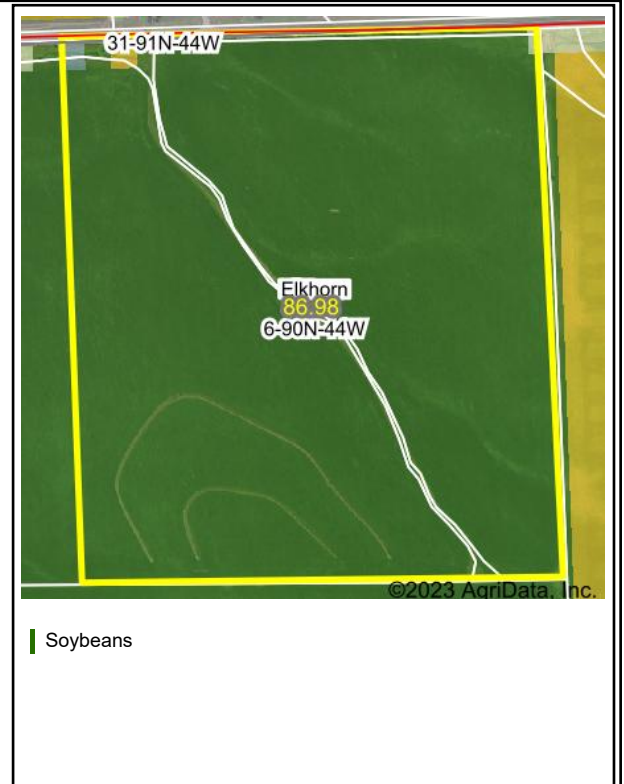 31-91N-44W
Elkhorn
86.98
6-90N-44W
©2023 AgriData, Inc.
Soybeans